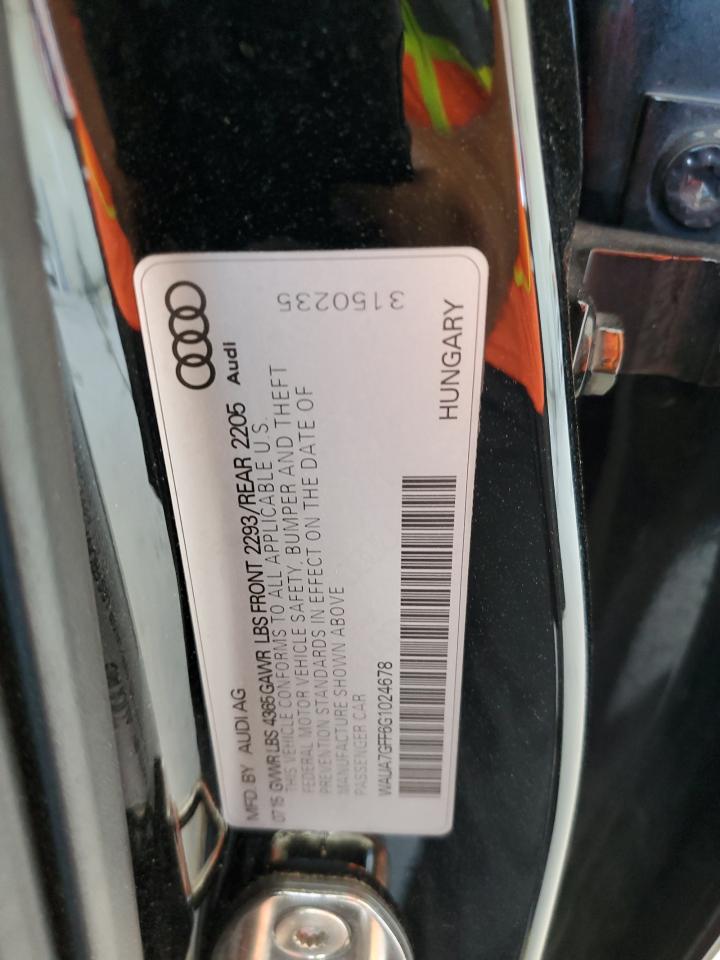 MFD. BY AUDI AG
Audi
07 15 GVWR LBS 4365 GAWR LBS FRONT 2293/REAR 2205
THIS VEHICLE CONFORMS TO ALL APPLICABLE U.S.
FEDERAL MOTOR VEHICLE SAFETY, BUMPER AND THEFT
PREVENTION STANDARDS IN EFFECT ON THE DATE OF
MANUFACTURE SHOWN ABOVE
PASSENGER CAR
3150235
WAUA7GFF6G1024678
HUNGARY